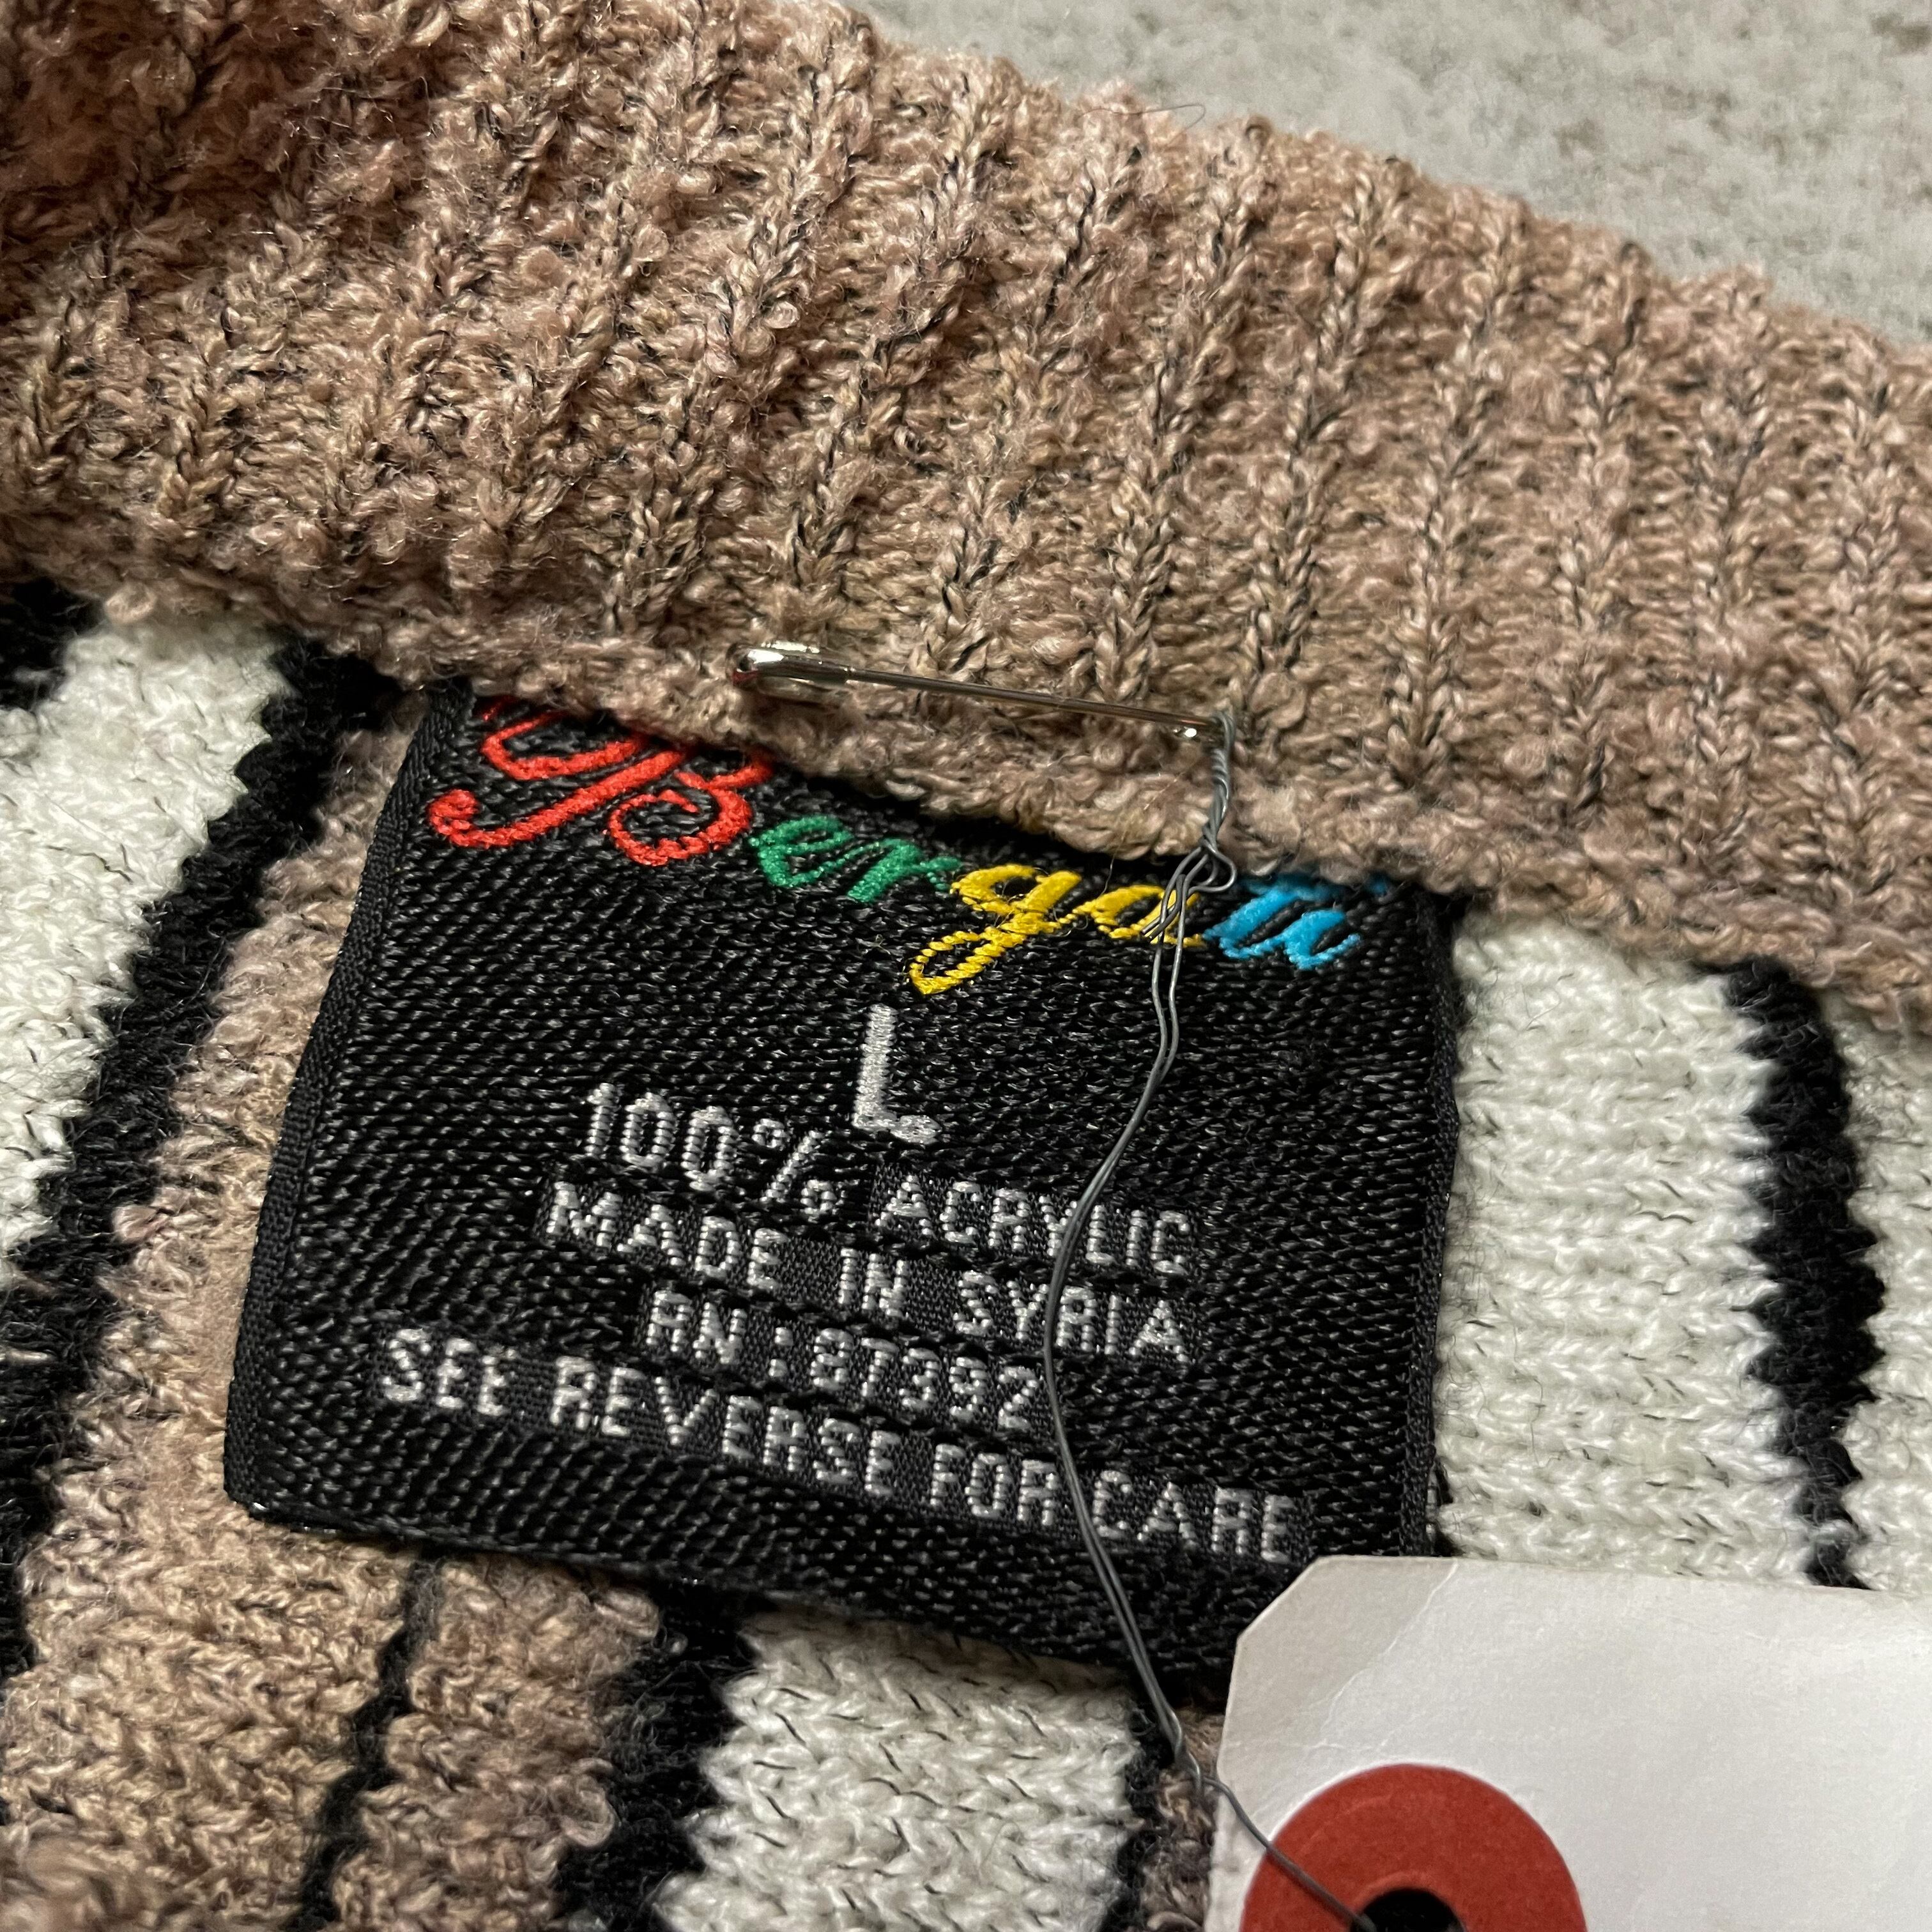 Bergati
L
100% ACRYLIC
MADE IN SYRIA
RN:87392
SEE REVERSE FOR CARE